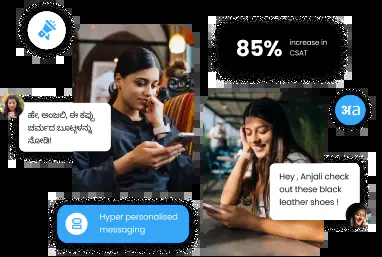 85%
increase in
CSAT
अa
ಹೇ, ಅಂಜಲಿ, ಈ ಕಪ್ಪು
ಚರ್ಮದ ಬೂಟ್ಗಳನ್ನು
ನೋಡಿ!
Hey , Anjali check
out these black
leather shoes !
Hyper personalised
messaging